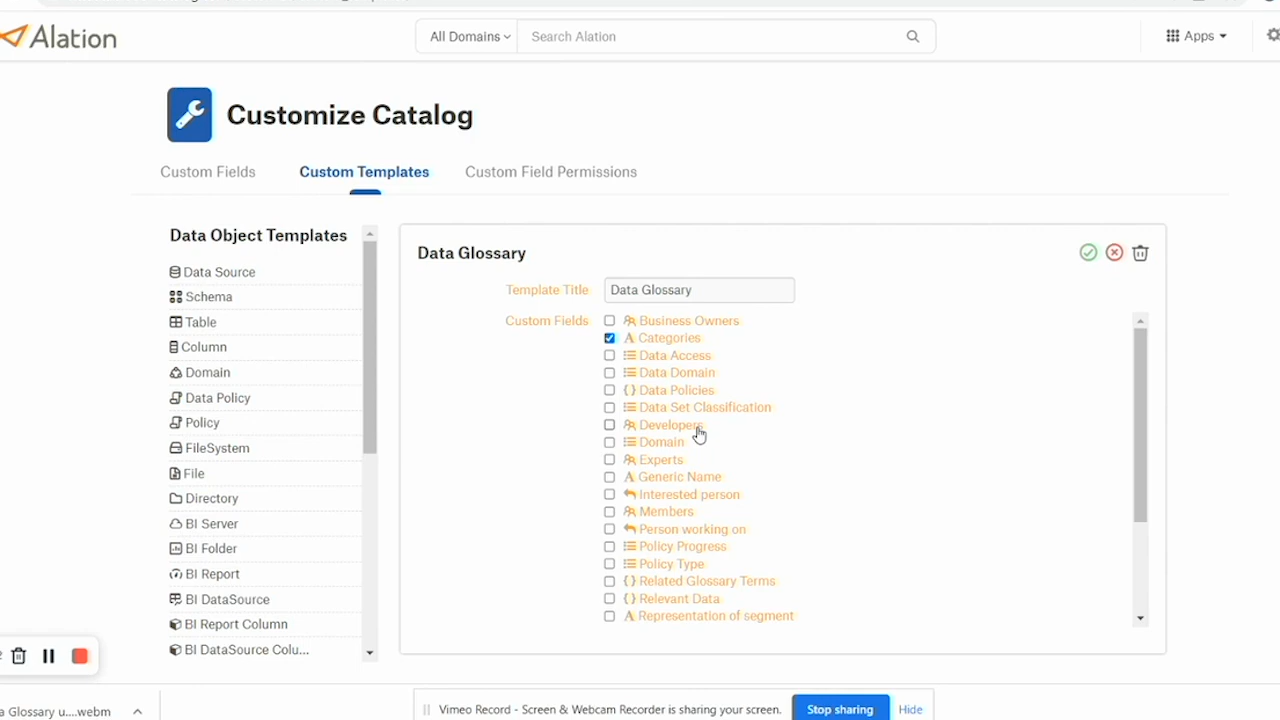 Alation
All Domains
Search Alation
Apps
Customize Catalog
Custom Fields
Custom Templates
Custom Field Permissions
Data Object Templates
Data Source
Schema
Table
Column
Domain
Data Policy
Policy
FileSystem
File
Directory
BI Server
BI Folder
BI Report
BI DataSource
BI Report Column
BI DataSource Colu...
Data Glossary
Template Title
Data Glossary
Custom Fields
Business Owners
Categories
Data Access
Data Domain
Data Policies
Data Set Classification
Developers
Domain
Experts
Generic Name
Interested person
Members
Person working on
Policy Progress
Policy Type
Related Glossary Terms
Relevant Data
Representation of segment
a Glossary u....webm
Vimeo Record - Screen & Webcam Recorder is sharing your screen.
Stop sharing
Hide